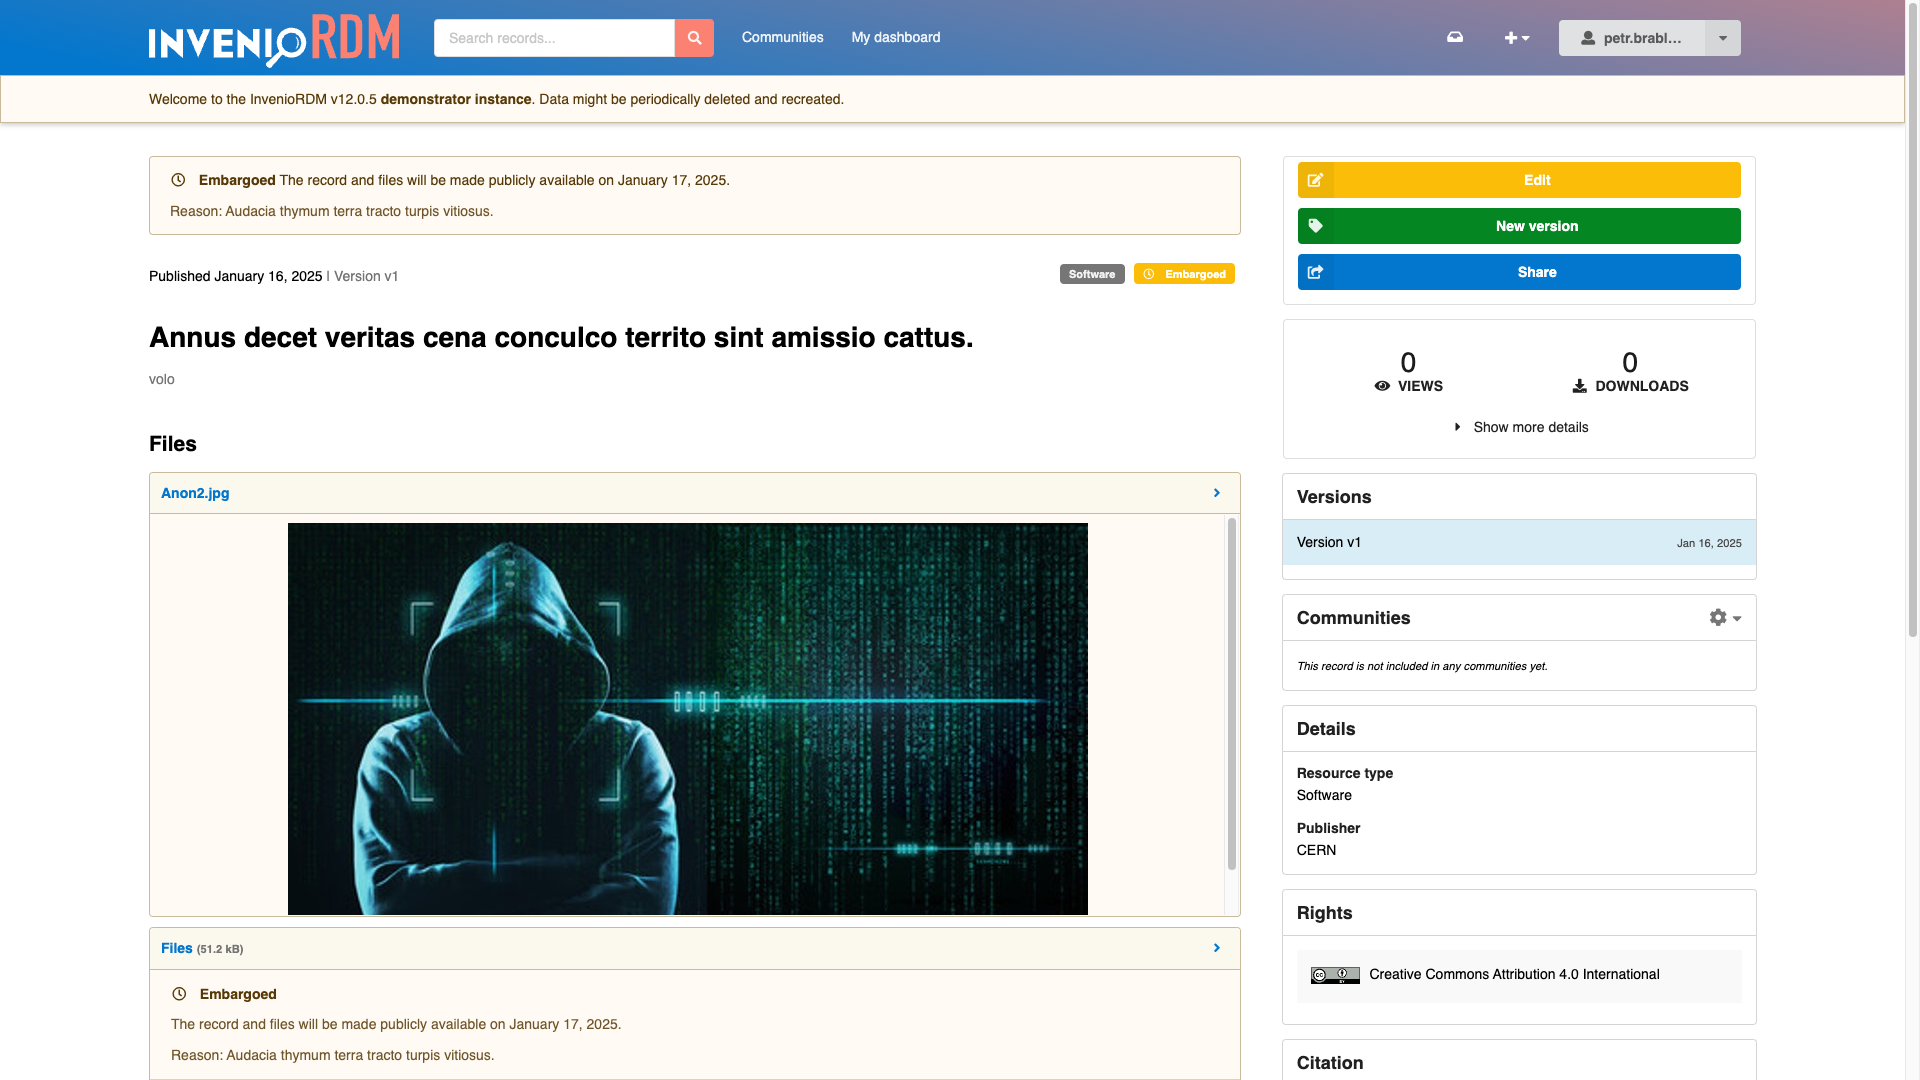 INVENIORDM
Search records...
Communities
My dashboard
petr.brabl...
Welcome to the InvenioRDM v12.0.5 demonstrator instance. Data might be periodically deleted and recreated.
Embargoed The record and files will be made publicly available on January 17, 2025.
Reason: Audacia thymum terra tracto turpis vitiosus.
Published January 16, 2025 | Version v1
Software
Embargoed
Annus decet veritas cena conculco territo sint amissio cattus.
volo
Files
Anon2.jpg
Files (51.2 kB)
Embargoed
The record and files will be made publicly available on January 17, 2025.
Reason: Audacia thymum terra tracto turpis vitiosus.
Edit
New version
Share
0
VIEWS
0
DOWNLOADS
Show more details
Versions
Version v1
Jan 16, 2025
Communities
This record is not included in any communities yet.
Details
Resource type
Software
Publisher
CERN
Rights
Creative Commons Attribution 4.0 International
Citation